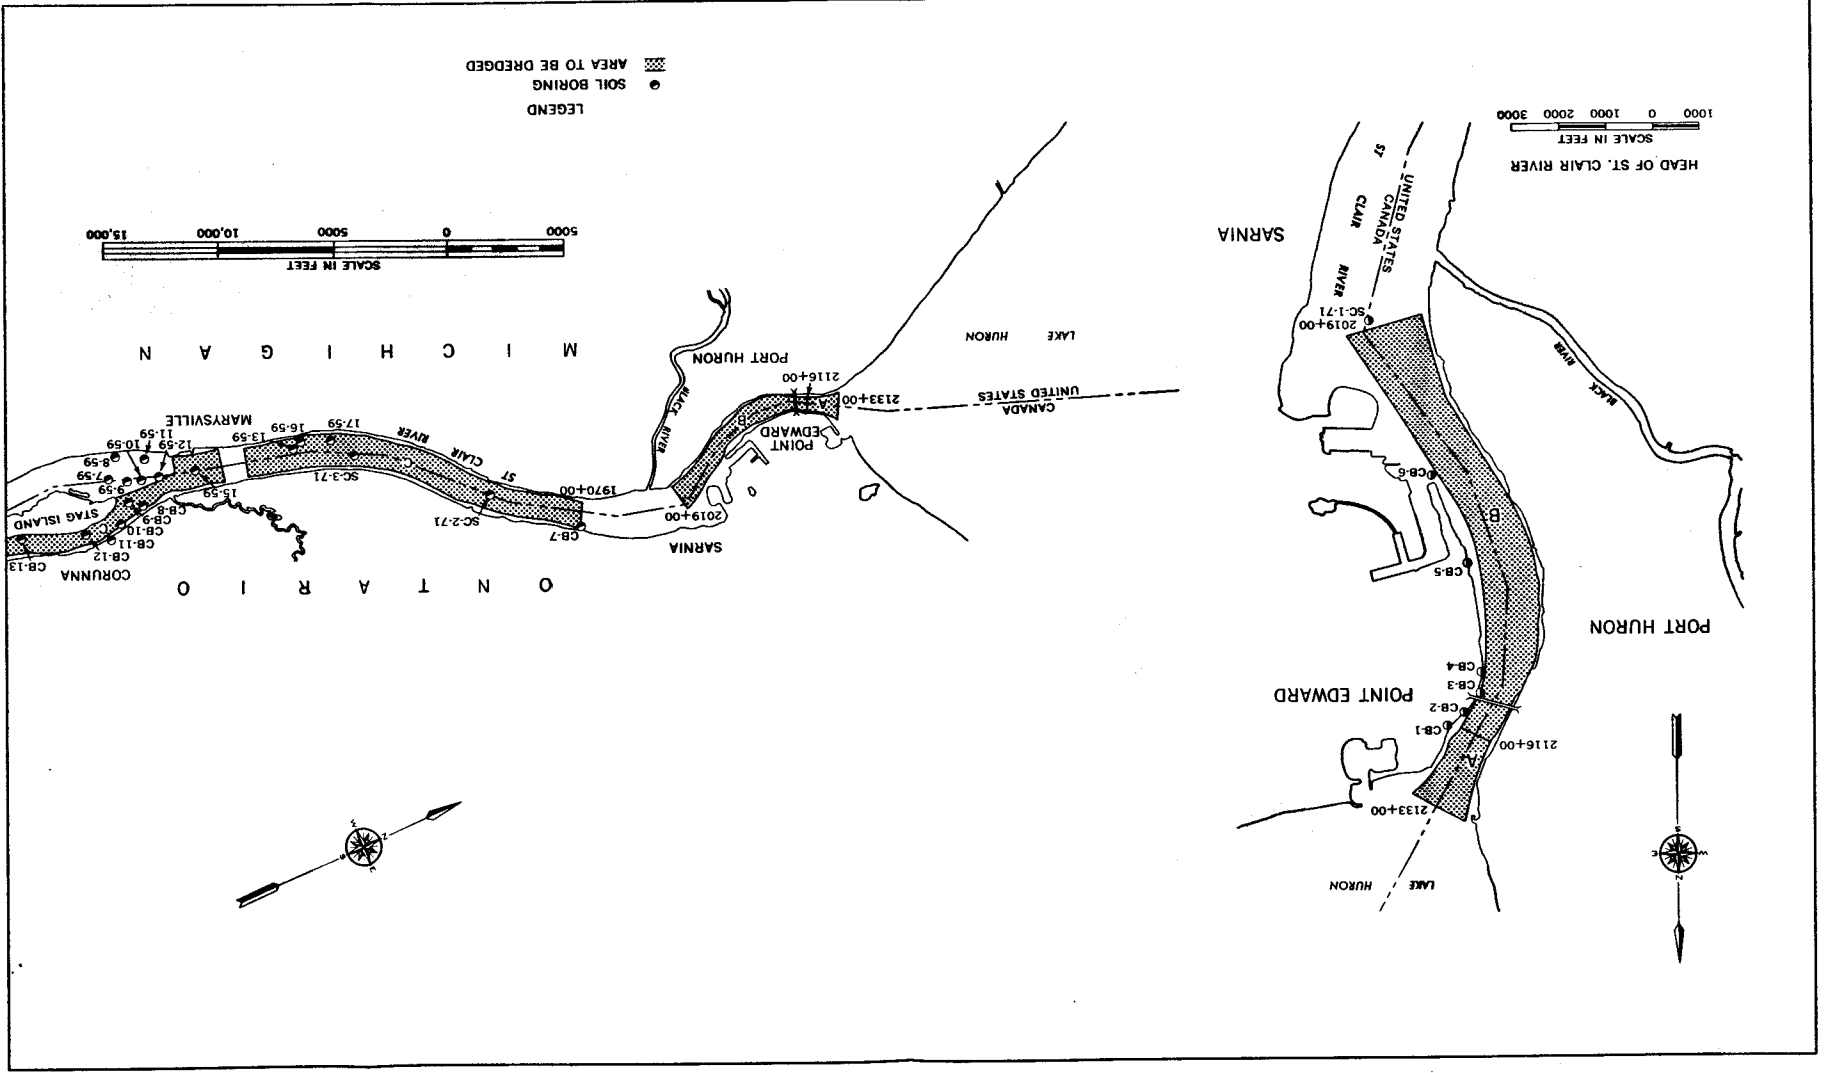 LAKE HURON
2133+00
A
2116+00
CB-1
CB-2
CB-3
CB-4
POINT EDWARD
PORT HURON
CB-5
B
CB-6
BLACK
RIVER
2019+00
SC-1-71
SARNIA
ST CLAIR RIVER
UNITED STATES
CANADA
HEAD OF ST. CLAIR RIVER
SCALE IN FEET
1000 0 1000 2000 3000
N
W
E
S
ONTARIO
SARNIA
2019+00
CB-7
1970+00
SC-2-71
ST CLAIR RIVER
SC-3-71
17-59
16-59
13-59
15-59
MARYSVILLE
12-59
11-59
10-59
9-59
8-59
7-59
CORUNNA
CB-8
CB-9
CB-10
CB-11
CB-12
CB-13
C
STAG ISLAND
POINT
EDWARD
B
A
2133+00
2116+00
CANADA
UNITED STATES
LAKE HURON
PORT HURON
BLACK RIVER
MICHIGAN
SCALE IN FEET
5000 0 5000 10,000 15,000
LEGEND
SOIL BORING
AREA TO BE DREDGED